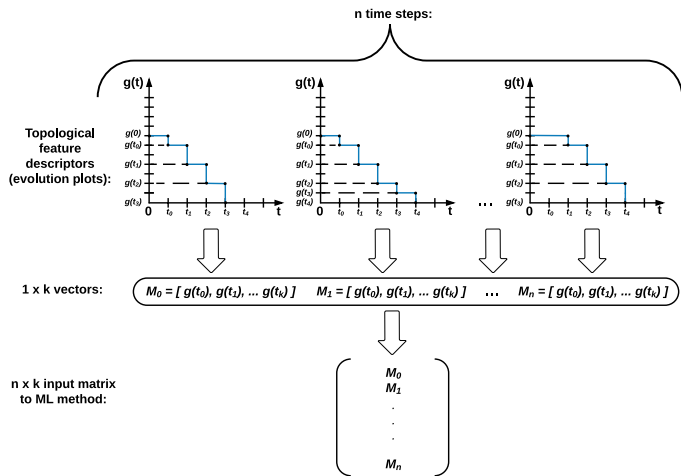 n time steps:
g(t) g(t) g(t)
Topological
feature
descriptors
(evolution plots):
g(0)
g(t₀)
g(t₁)
g(t₂)
g(t₃)
0 t₀ t₁ t₂ t₃ t₄ t
g(0)
g(t₀)
g(t₁)
g(t₂)
g(t₃)
g(t₄)
0 t₀ t₁ t₂ t₃ t₄ t
...
g(0)
g(t₀)
g(t₁)
g(t₂)
g(t₃)
0 t₀ t₁ t₂ t₃ t₄ t
1 x k vectors:
M₀ = [ g(t₀), g(t₁), ... g(tₖ) ] M₁ = [ g(t₀), g(t₁), ... g(tₖ) ] ... Mₙ = [ g(t₀), g(t₁), ... g(tₖ) ]
n x k input matrix
to ML method:
M₀
M₁
.
.
.
.
Mₙ